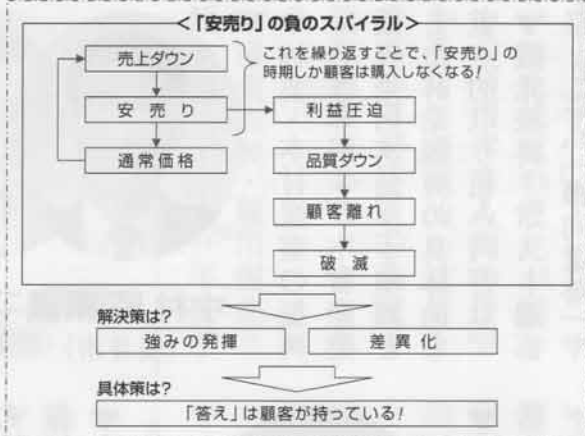 <「安売り」の負のスパイラル>
売上ダウン
これを繰り返すことで、「安売り」の
時期しか顧客は購入しなくなる!
安売り
利益圧迫
通常価格
品質ダウン
顧客離れ
破滅
解決策は?
強みの発揮
差異化
具体策は?
「答え」は顧客が持っている!